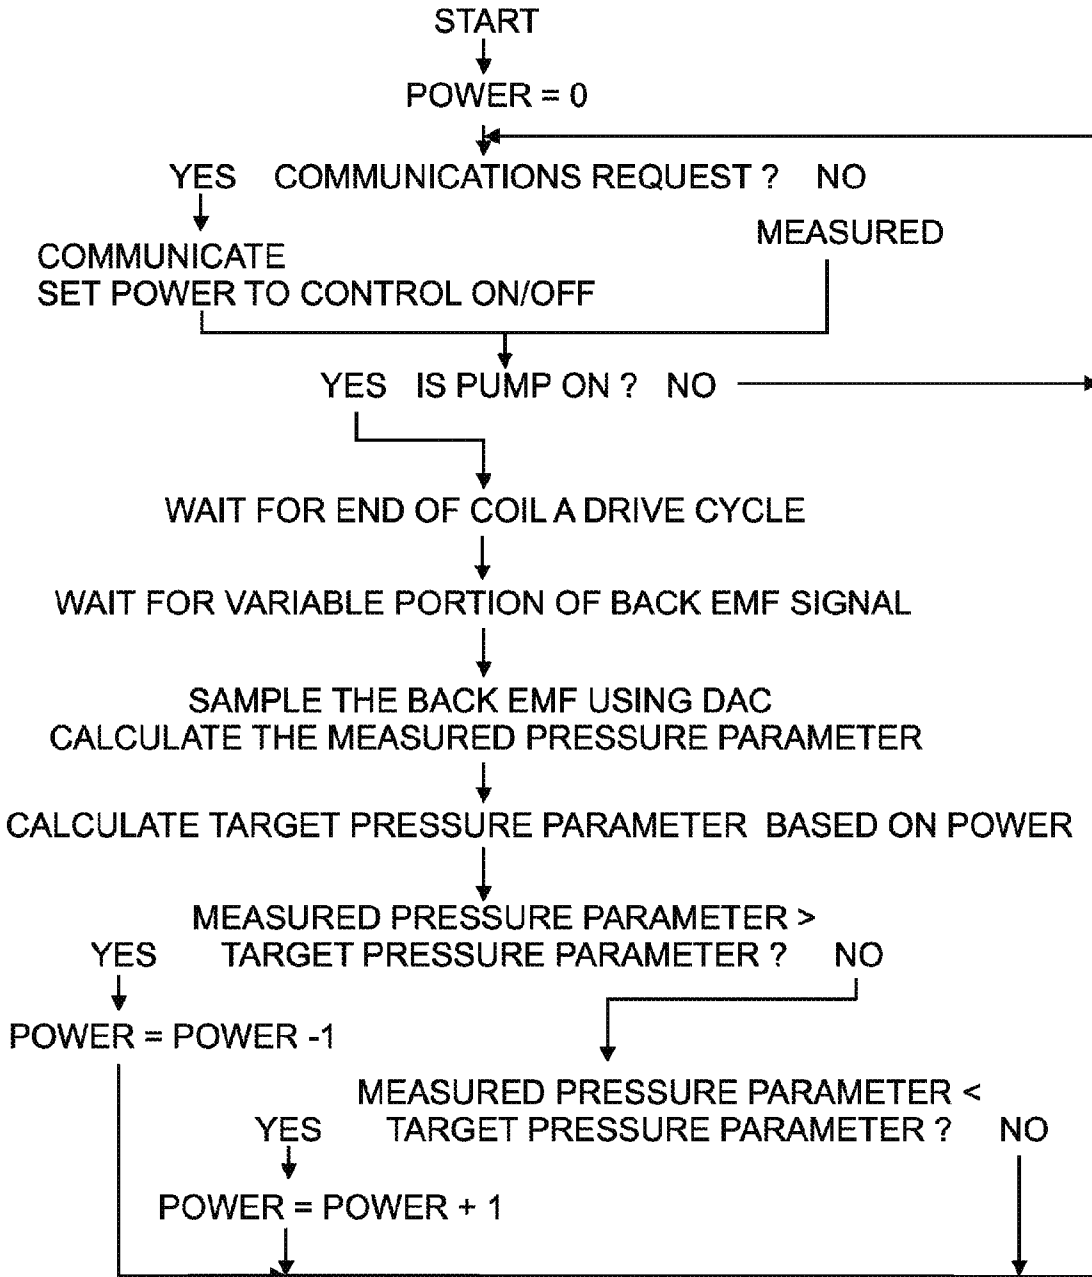 START
POWER = 0
YES COMMUNICATIONS REQUEST ? NO
MEASURED
COMMUNICATE
SET POWER TO CONTROL ON/OFF
YES IS PUMP ON ? NO
WAIT FOR END OF COIL A DRIVE CYCLE
WAIT FOR VARIABLE PORTION OF BACK EMF SIGNAL
SAMPLE THE BACK EMF USING DAC
CALCULATE THE MEASURED PRESSURE PARAMETER
CALCULATE TARGET PRESSURE PARAMETER BASED ON POWER
MEASURED PRESSURE PARAMETER >
YES TARGET PRESSURE PARAMETER ? NO
POWER = POWER -1
MEASURED PRESSURE PARAMETER <
YES TARGET PRESSURE PARAMETER ? NO
POWER = POWER + 1